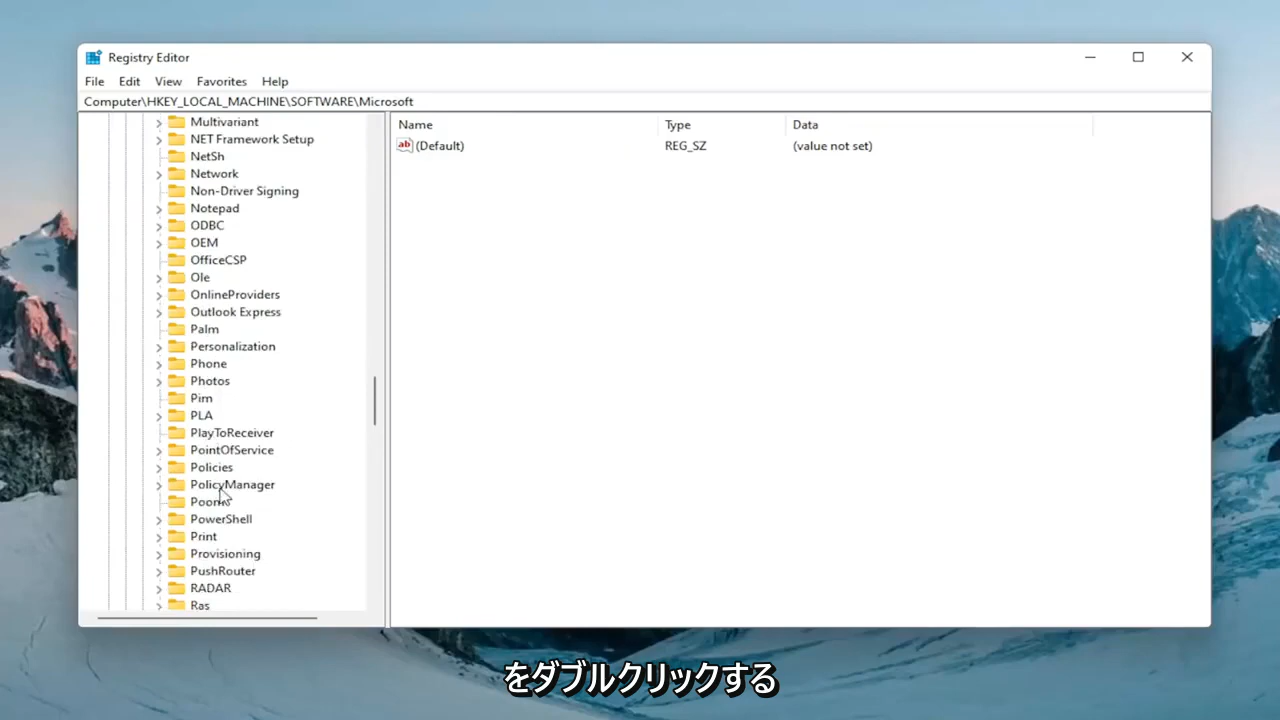 Registry Editor
File Edit View Favorites Help
Computer\HKEY_LOCAL_MACHINE\SOFTWARE\Microsoft
Name Type Data
ab (Default) REG_SZ (value not set)
Multivariant
NET Framework Setup
NetSh
Network
Non-Driver Signing
Notepad
ODBC
OEM
OfficeCSP
Ole
OnlineProviders
Outlook Express
Palm
Personalization
Phone
Photos
Pim
PLA
PlayToReceiver
PointOfService
Policies
PolicyManager
PowerShell
Print
Provisioning
PushRouter
RADAR
Ras
をダブルクリックする